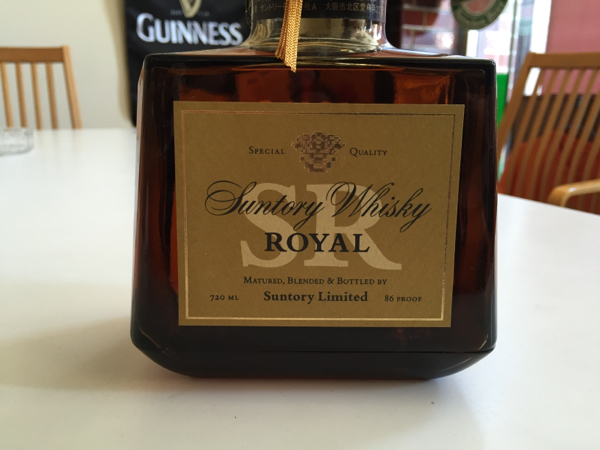 GUINNESS
SPECIAL QUALITY
SR
Suntory Whisky
ROYAL
MATURED, BLENDED & BOTTLED BY
720 ML Suntory Limited 86 PROOF